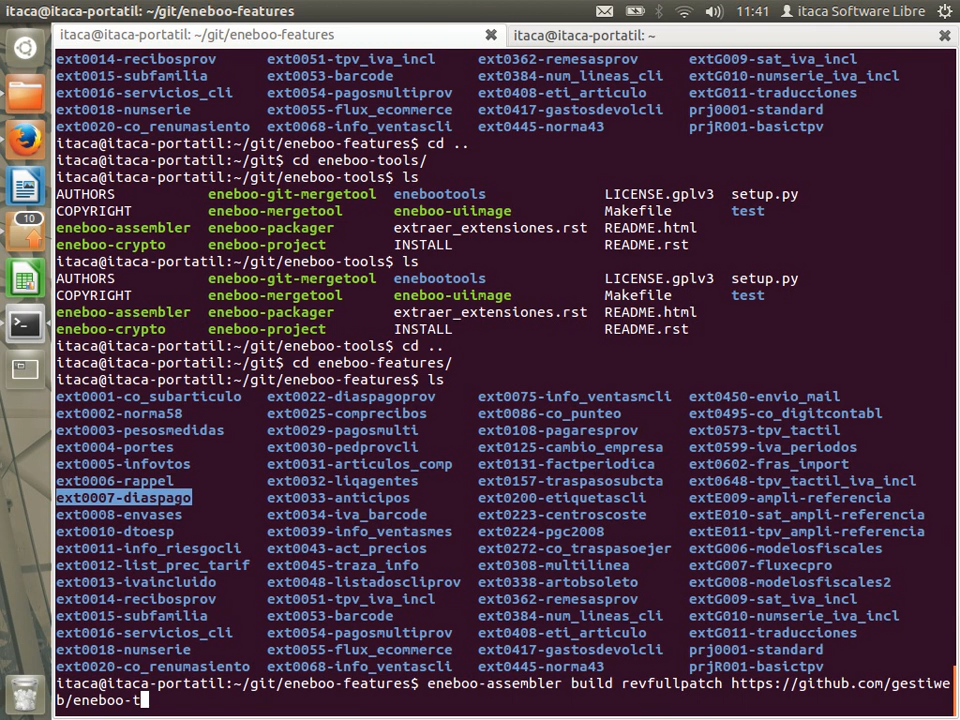 itaca@itaca-portatil: ~/git/eneboo-features 11:41 itaca Software Libre
itaca@itaca-portatil: ~/git/eneboo-features itaca@itaca-portatil: ~
ext0014-recibosprov ext0051-tpv_iva_incl ext0362-remesasprov extG009-sat_iva_incl
ext0015-subfamilia ext0053-barcode ext0384-num_lineas_cli extG010-numserie_iva_incl
ext0016-servicios_cli ext0054-pagosmultiprov ext0408-eti_articulo extG011-traducciones
ext0018-numserie ext0055-flux_ecommerce ext0417-gastosdevolcli prj0001-standard
ext0020-co_renumasiento ext0068-info_ventascli ext0445-norma43 prjR001-basictpv
itaca@itaca-portatil:~/git/eneboo-features$ cd ..
itaca@itaca-portatil:~/git$ cd eneboo-tools/
itaca@itaca-portatil:~/git/eneboo-tools$ ls
AUTHORS eneboo-git-mergetool enebootools LICENSE.gplv3 setup.py
COPYRIGHT eneboo-mergetool eneboo-uiimage Makefile test
eneboo-assembler eneboo-packager extraer_extensiones.rst README.html
eneboo-crypto eneboo-project INSTALL README.rst
itaca@itaca-portatil:~/git/eneboo-tools$ ls
AUTHORS eneboo-git-mergetool enebootools LICENSE.gplv3 setup.py
COPYRIGHT eneboo-mergetool eneboo-uiimage Makefile test
eneboo-assembler eneboo-packager extraer_extensiones.rst README.html
eneboo-crypto eneboo-project INSTALL README.rst
itaca@itaca-portatil:~/git/eneboo-tools$ cd ..
itaca@itaca-portatil:~/git$ cd eneboo-features/
itaca@itaca-portatil:~/git/eneboo-features$ ls
ext0001-co_subarticulo ext0022-diaspagoprov ext0075-info_ventasmcli ext0450-envio_mail
ext0002-norma58 ext0025-comprecibos ext0086-co_punteo ext0495-co_digitcontabl
ext0003-pesosmedidas ext0029-pagosmulti ext0108-pagaresprov ext0573-tpv_tactil
ext0004-portes ext0030-pedprovcli ext0125-cambio_empresa ext0599-iva_periodos
ext0005-infovtos ext0031-articulos_comp ext0131-factperiodica ext0602-fras_import
ext0006-rappel ext0032-liqagentes ext0157-traspasosubcta ext0648-tpv_tactil_iva_incl
ext0007-diaspago ext0033-anticipos ext0200-etiquetascli extE009-ampli-referencia
ext0008-envases ext0034-iva_barcode ext0223-centroscoste extE010-sat_ampli-referencia
ext0010-dtoesp ext0039-info_ventasmes ext0224-pgc2008 extE011-tpv_ampli-referencia
ext0011-info_riesgocli ext0043-act_precios ext0272-co_traspasoejer extG006-modelosfiscales
ext0012-list_prec_tarif ext0045-traza_info ext0308-multilinea extG007-fluxecpro
ext0013-ivaincluido ext0048-listadoscliprov ext0338-artobsoleto extG008-modelosfiscales2
ext0014-recibosprov ext0051-tpv_iva_incl ext0362-remesasprov extG009-sat_iva_incl
ext0015-subfamilia ext0053-barcode ext0384-num_lineas_cli extG010-numserie_iva_incl
ext0016-servicios_cli ext0054-pagosmultiprov ext0408-eti_articulo extG011-traducciones
ext0018-numserie ext0055-flux_ecommerce ext0417-gastosdevolcli prj0001-standard
ext0020-co_renumasiento ext0068-info_ventascli ext0445-norma43 prjR001-basictpv
itaca@itaca-portatil:~/git/eneboo-features$ eneboo-assembler build revfullpatch https://github.com/gestiwe
b/eneboo-t
10